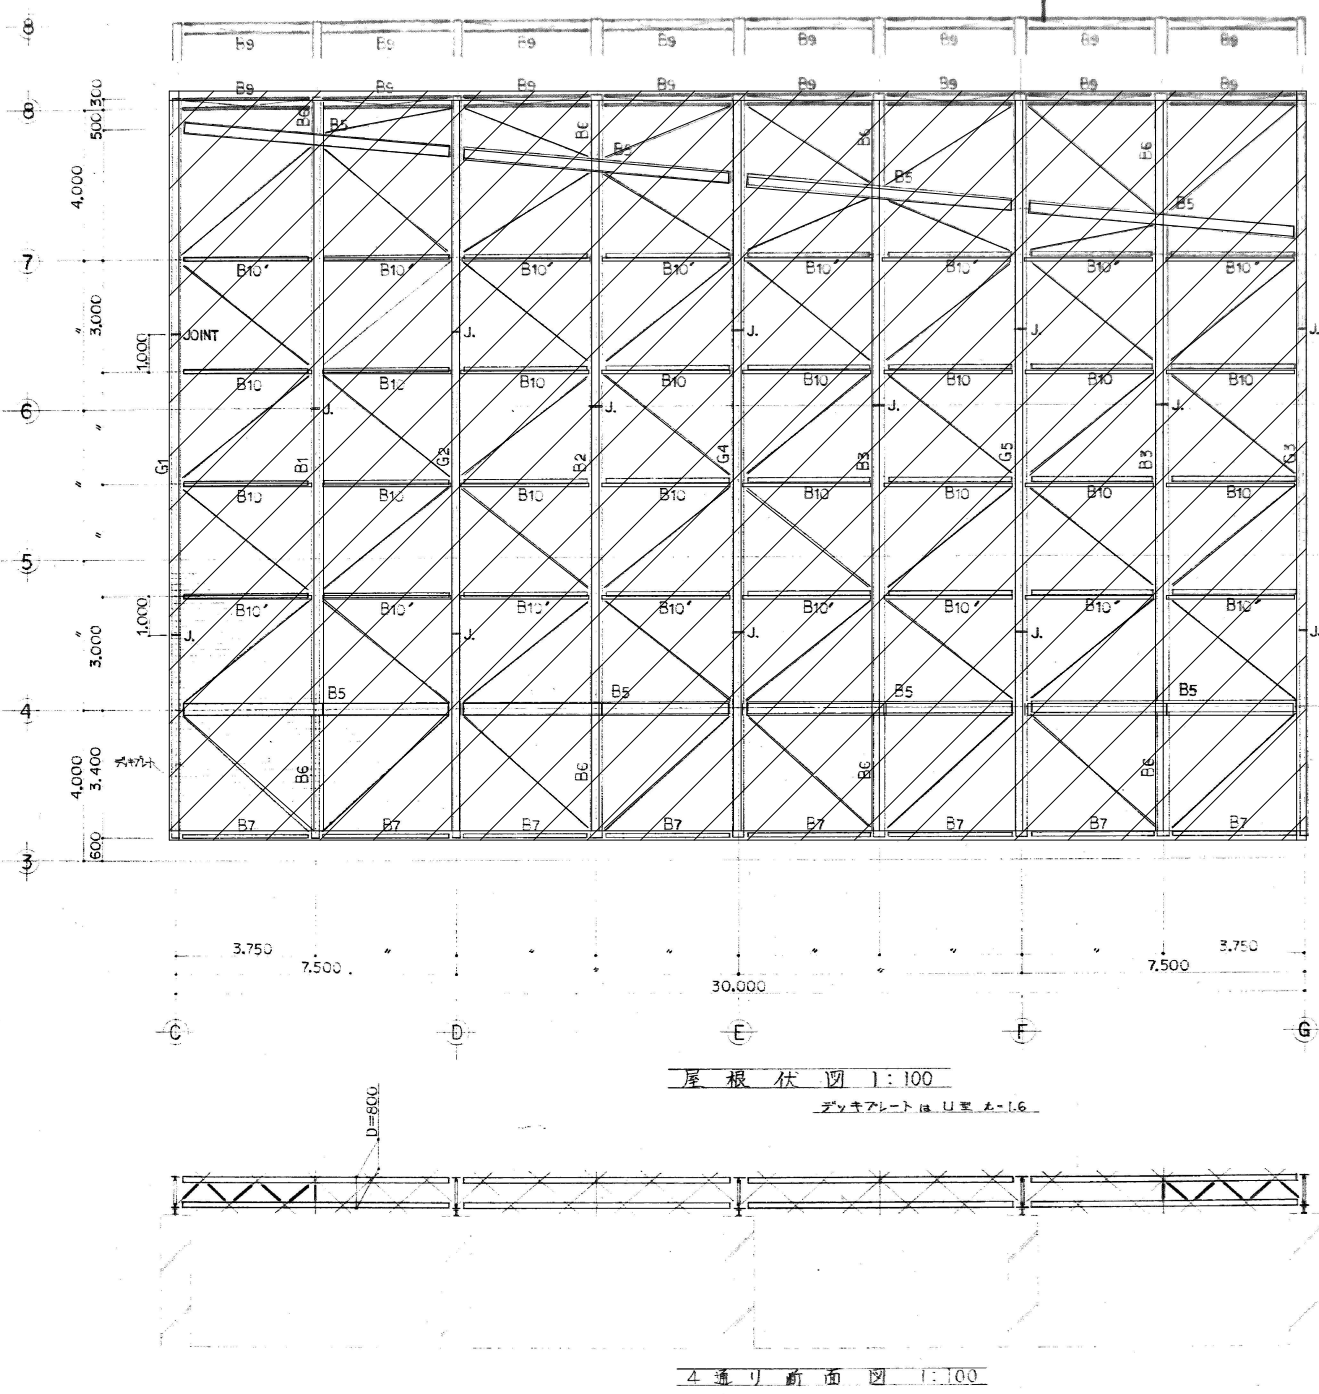 8
B9 B9 B9 B9 B9 B9 B9 B9
B9 B9 B9 B9 B9 B9 B9 B9
8
300
500
B6 B5 B6 B5 B6 B5 B6 B5
4.000
7
B10′ B10′ B10′ B10′ B10′ B10′ B10′ B10′
3.000
〃
1.000
JOINT J. J. J. J.
B10 B10 B10 B10 B10 B10 B10 B10
6
J. J. J. J.
〃
G1 B1 G2 B2 G4 B3 G5 B3 G3
〃
B10 B10 B10 B10 B10 B10 B10 B10
〃
5
B10′ B10′ B10′ B10′ B10′ B10′ B10′ B10′
1.000
〃
3.000
J. J. J. J. J.
B5 B5 B5 B5
4
4.000
3.400
B6 B6 B6 B6
B7 B7 B7 B7 B7 B7 B7 B7
600
3
3.750 〃 〃 〃 〃 〃 〃 3.750
7.500 〃 〃 7.500
30.000
C D E F G
屋根伏図 1:100
デッキプレートは U型 t-1.6
D=800
4通り断面図 1:100